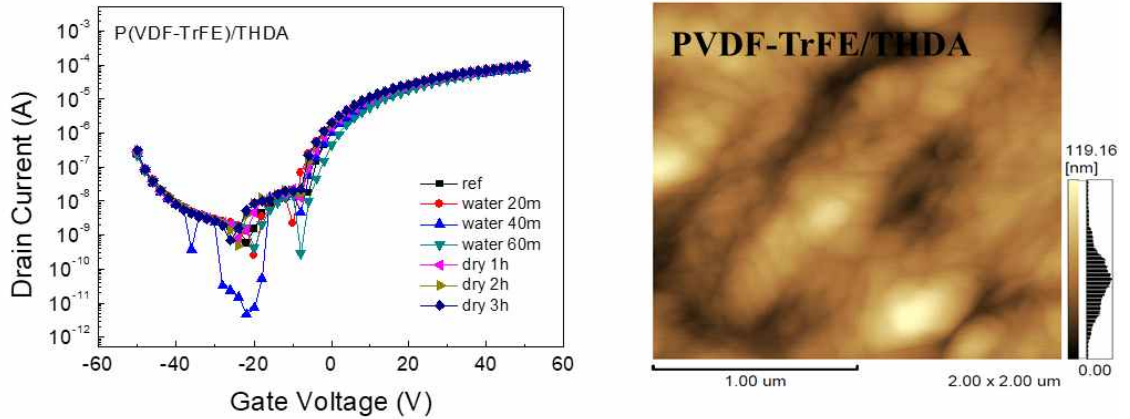 P(VDF-TrFE)/THDA
Drain Current (A)
10⁻³
10⁻⁴
10⁻⁵
10⁻⁶
10⁻⁷
10⁻⁸
10⁻⁹
10⁻¹⁰
10⁻¹¹
10⁻¹²
-60
-40
-20
0
20
40
60
Gate Voltage (V)
ref
water 20m
water 40m
water 60m
dry 1h
dry 2h
dry 3h
PVDF-TrFE/THDA
119.16
[nm]
0.00
1.00 um
2.00 x 2.00 um